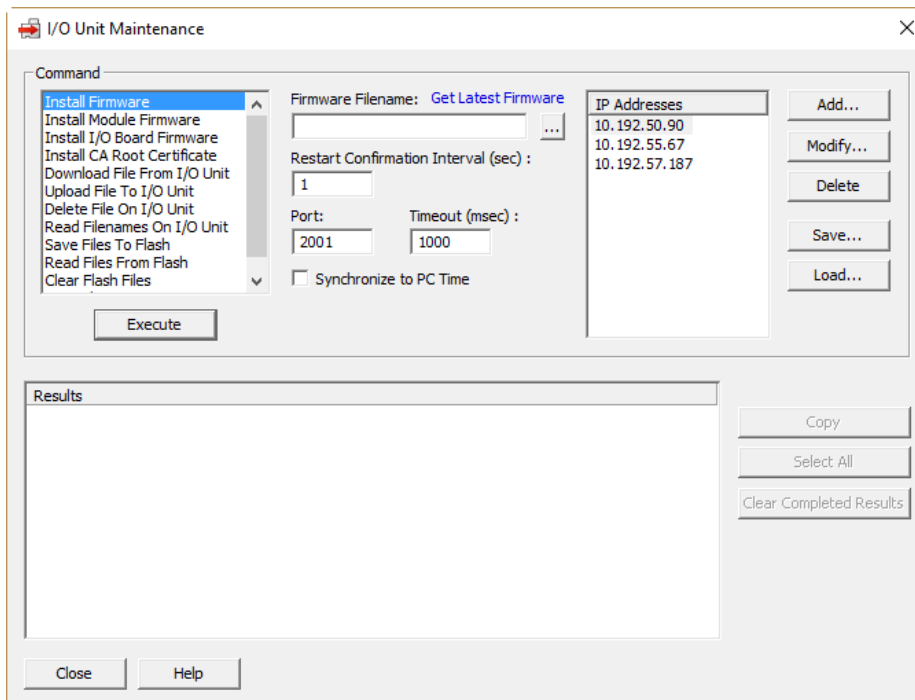 I/O Unit Maintenance
Command
Install Firmware
Install Module Firmware
Install I/O Board Firmware
Install CA Root Certificate
Download File From I/O Unit
Upload File To I/O Unit
Delete File On I/O Unit
Read Filenames On I/O Unit
Save Files To Flash
Read Files From Flash
Clear Flash Files
Execute
Firmware Filename: Get Latest Firmware
...
Restart Confirmation Interval (sec) :
1
Port: Timeout (msec) :
2001 1000
Synchronize to PC Time
IP Addresses
10.192.50.90
10.192.55.67
10.192.57.187
Add...
Modify...
Delete
Save...
Load...
Results
Copy
Select All
Clear Completed Results
Close Help